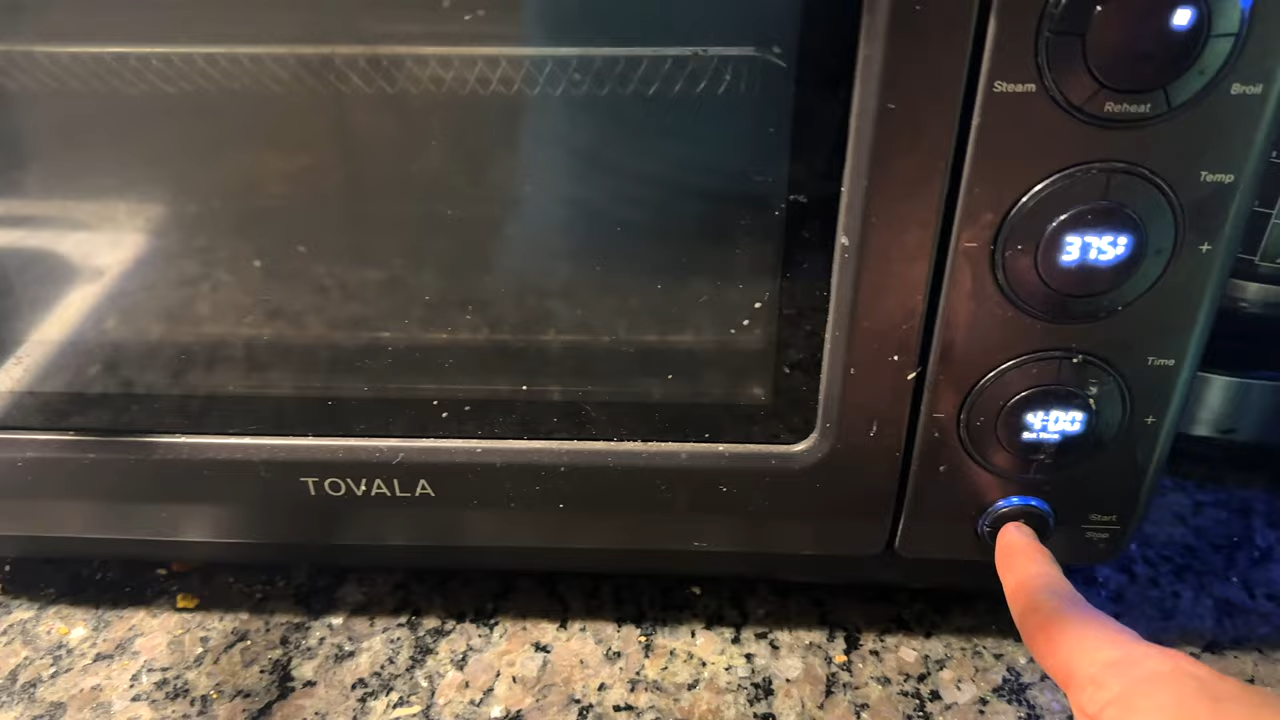 Steam
Reheat
Broil
Temp
- 375° +
Time
- 4:00 +
Set Time
Start
Stop
TOVALA